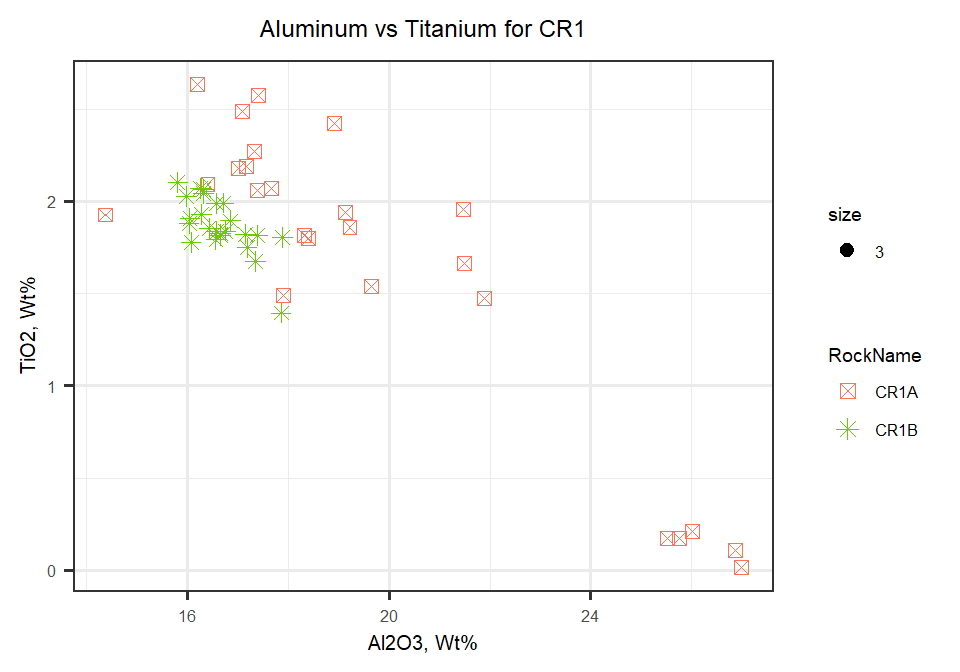 Aluminum vs Titanium for CR1
TiO2, Wt%
2
1
0
16
20
24
Al2O3, Wt%
size
3
RockName
CR1A
CR1B